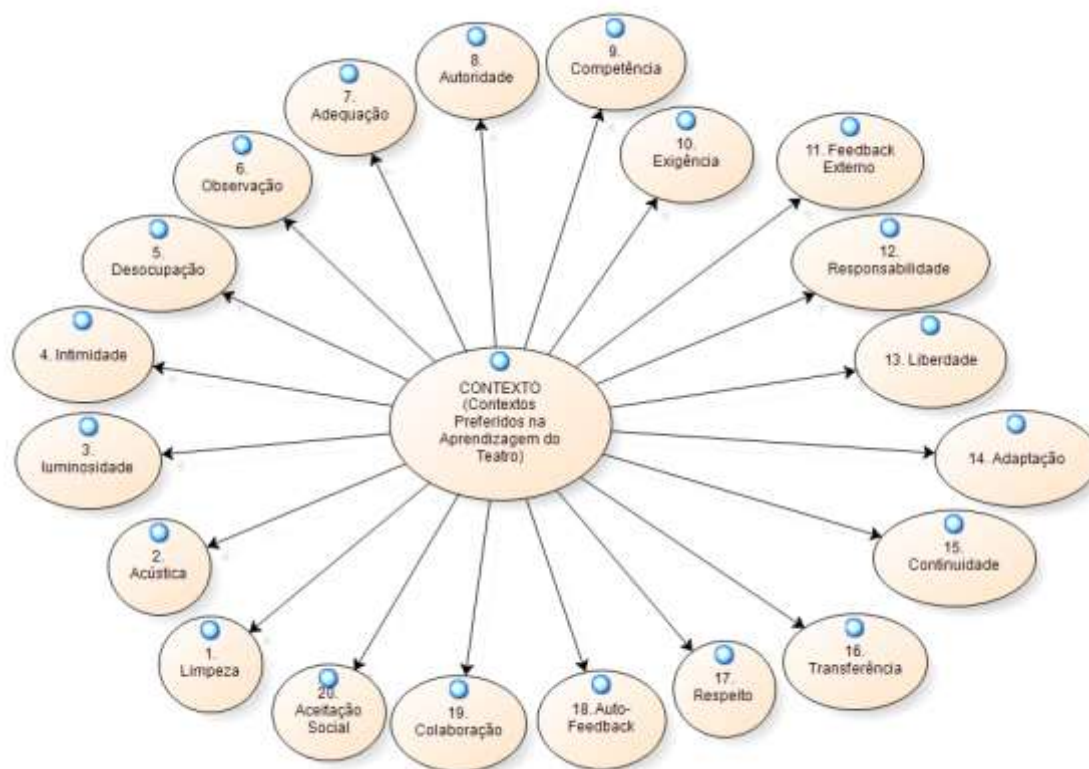 CONTEXTO
(Contextos
Preferidos na
Aprendizagem do
Teatro)
1.
Limpeza
2.
Acústica
3.
luminosidade
4. Intimidade
5.
Desocupação
6.
Observação
7.
Adequação
8.
Autoridade
9.
Competência
10.
Exigência
11. Feedback
Externo
12.
Responsabilidade
13. Liberdade
14. Adaptação
15.
Continuidade
16.
Transferência
17.
Respeito
18. Auto-
Feedback
19.
Colaboração
20.
Aceitação
Social